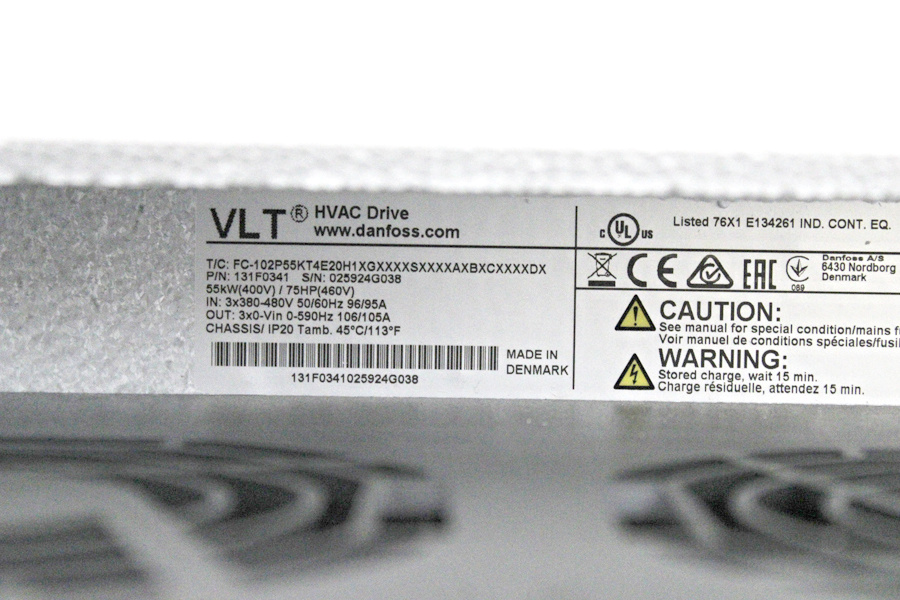 VLT® HVAC Drive
www.danfoss.com
T/C: FC-102P55KT4E20H1XGXXXXSXXXXAXBXCXXXXDX
P/N: 131F0341 S/N: 025924G038
55kW(400V) / 75HP(460V)
IN: 3x380-480V 50/60Hz 96/95A
OUT: 3x0-Vin 0-590Hz 106/105A
CHASSIS/ IP20 Tamb. 45°C/113°F
MADE IN
DENMARK
131F0341025924G038
c UL us Listed 76X1 E134261 IND. CONT. EQ.
CE EAC
089
Danfoss A/S
6430 Nordborg
Denmark
CAUTION:
See manual for special condition/mains
Voir manuel de conditions spéciales/fusi
WARNING:
Stored charge, wait 15 min.
Charge résiduelle, attendez 15 min.